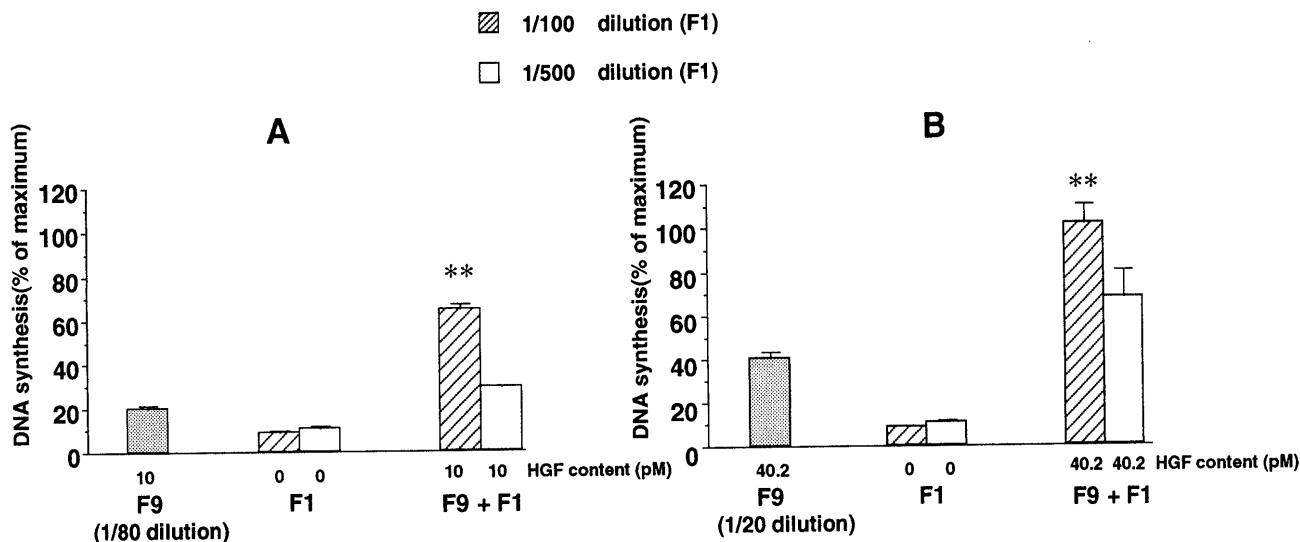 1/100 dilution (F1)
1/500 dilution (F1)
A
DNA synthesis(% of maximum)
120
100
80
60
40
20
0
**
10
0 0
10 10
HGF content (pM)
F9
F1
F9 + F1
(1/80 dilution)
B
DNA synthesis(% of maximum)
120
100
80
60
40
20
0
**
40.2
0 0
40.2 40.2
HGF content (pM)
F9
F1
F9 + F1
(1/20 dilution)